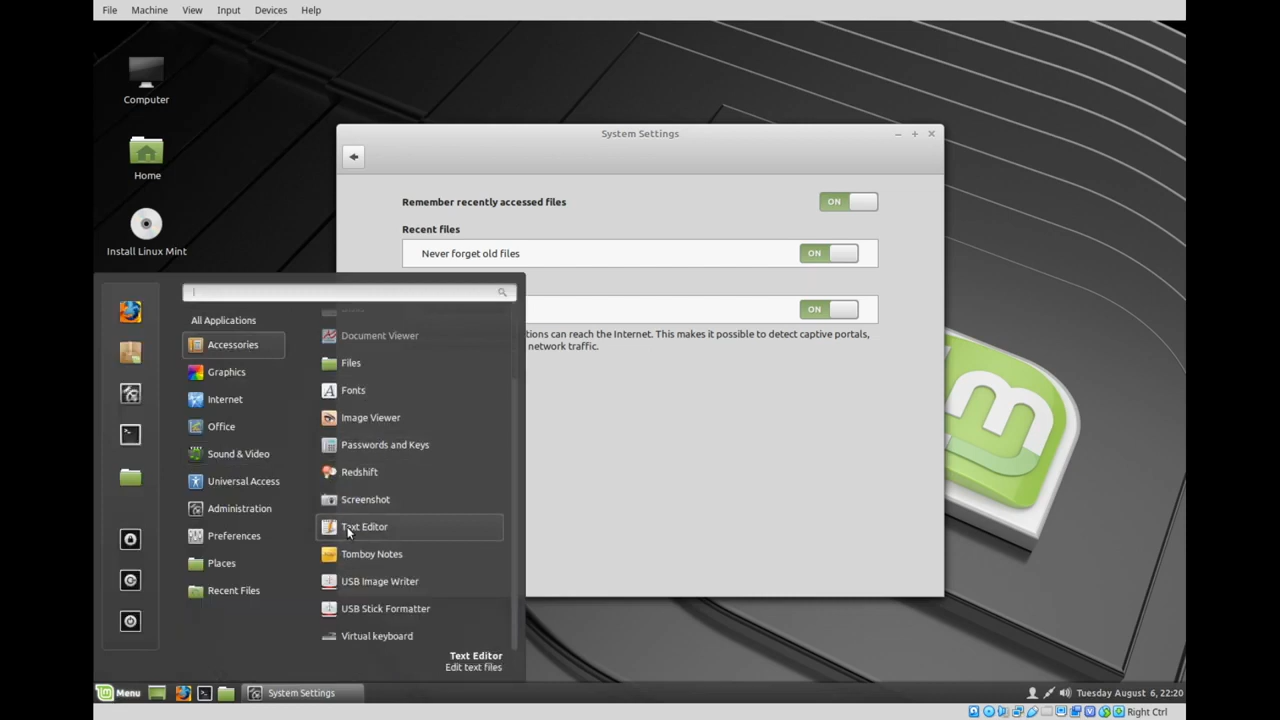 File Machine View Input Devices Help
Computer
Home
Install Linux Mint
System Settings
Remember recently accessed files
ON
Recent files
Never forget old files
ON
ON
tions can reach the Internet. This makes it possible to detect captive portals,
network traffic.
All Applications
Accessories
Graphics
Internet
Office
Sound & Video
Universal Access
Administration
Preferences
Places
Recent Files
Document Viewer
Files
Fonts
Image Viewer
Passwords and Keys
Redshift
Screenshot
Text Editor
Tomboy Notes
USB Image Writer
USB Stick Formatter
Virtual keyboard
Text Editor
Edit text files
Menu
System Settings
Tuesday August 6, 22:20
Right Ctrl